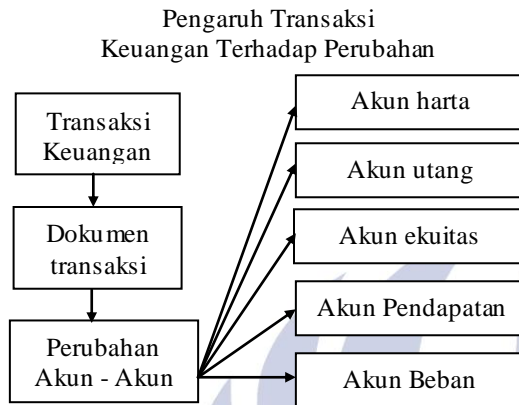 Pengaruh Transaksi
Keuangan Terhadap Perubahan
Transaksi
Keuangan
Dokumen
transaksi
Perubahan
Akun - Akun
Akun harta
Akun utang
Akun ekuitas
Akun Pendapatan
Akun Beban